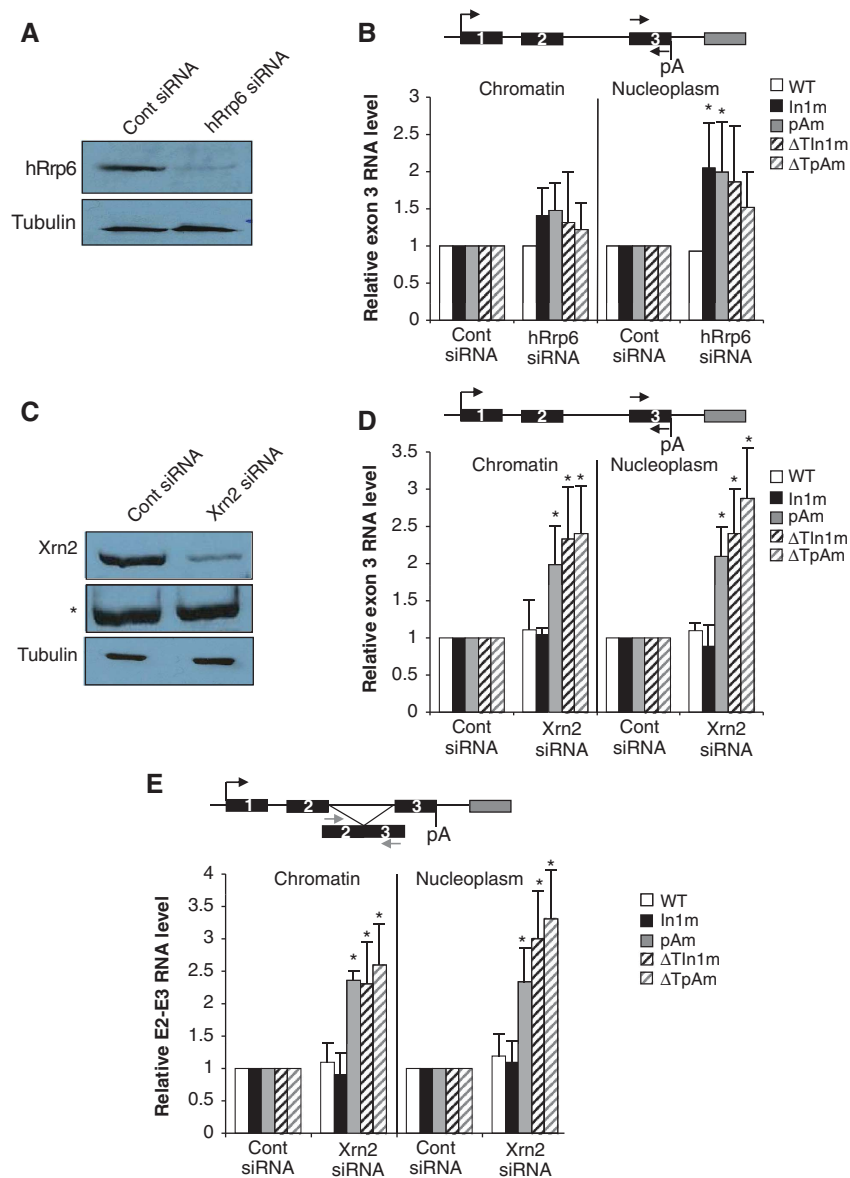 A
Cont siRNA
hRrp6 siRNA
hRrp6
Tubulin
B
1 2 3
pA
Chromatin Nucleoplasm
WT
In1m
pAm
ΔTIn1m
ΔTpAm
Relative exon 3 RNA level
3
2.5
2
1.5
1
0.5
0
* *
Cont siRNA
hRrp6 siRNA
Cont siRNA
hRrp6 siRNA
C
Cont siRNA
Xrn2 siRNA
Xrn2
*
Tubulin
D
1 2 3
pA
Chromatin Nucleoplasm
WT
In1m
pAm
ΔTIn1m
ΔTpAm
Relative exon 3 RNA level
3.5
3
2.5
2
1.5
1
0.5
0
* * *
* * *
Cont siRNA
Xrn2 siRNA
Cont siRNA
Xrn2 siRNA
E
1 2 3
2 3
pA
Chromatin Nucleoplasm
WT
In1m
pAm
ΔTIn1m
ΔTpAm
Relative E2-E3 RNA level
4
3.5
3
2.5
2
1.5
1
0.5
0
* * *
* * *
Cont siRNA
Xrn2 siRNA
Cont siRNA
Xrn2 siRNA